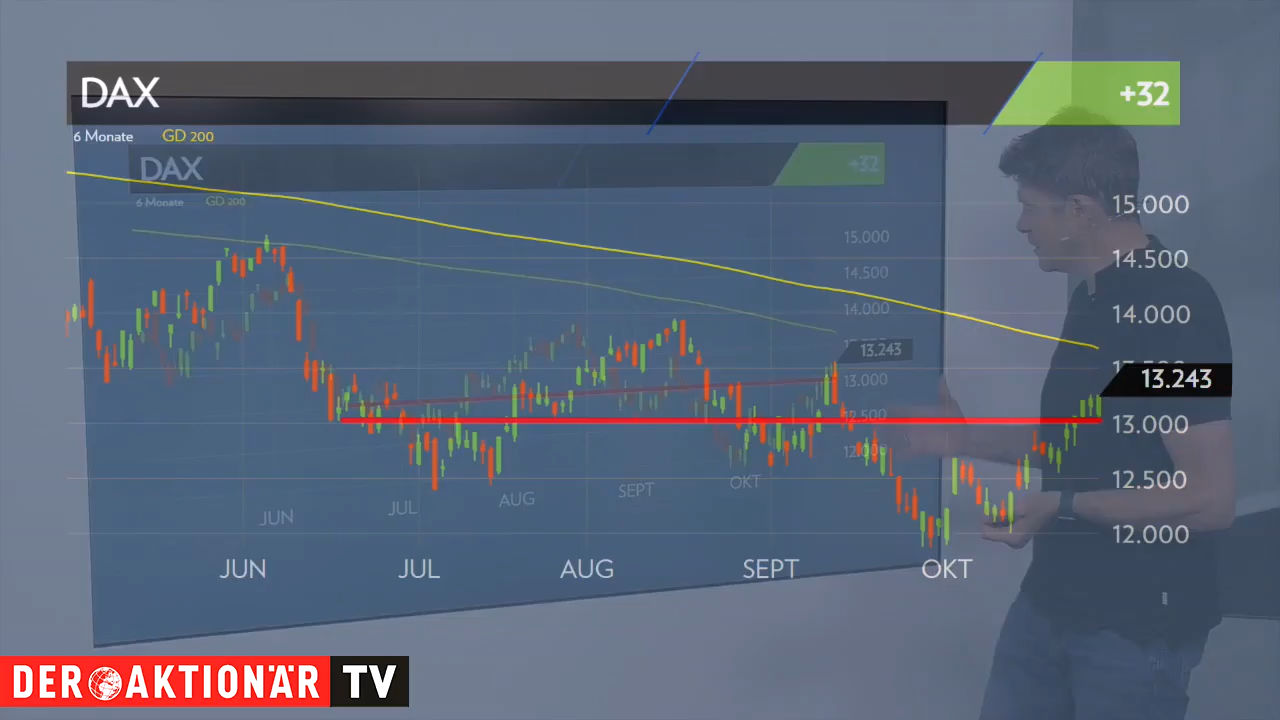 DAX
+32
6 Monate
GD 200
DAX
+32
6 Monate
GD 200
15.000
14.500
14.000
13.500
13.243
13.000
12.500
12.000
JUN
JUL
AUG
SEPT
OKT
15.000
14.500
14.000
13.243
13.000
12.500
12.000
JUN
JUL
AUG
SEPT
OKT
DER AKTIONÄR TV